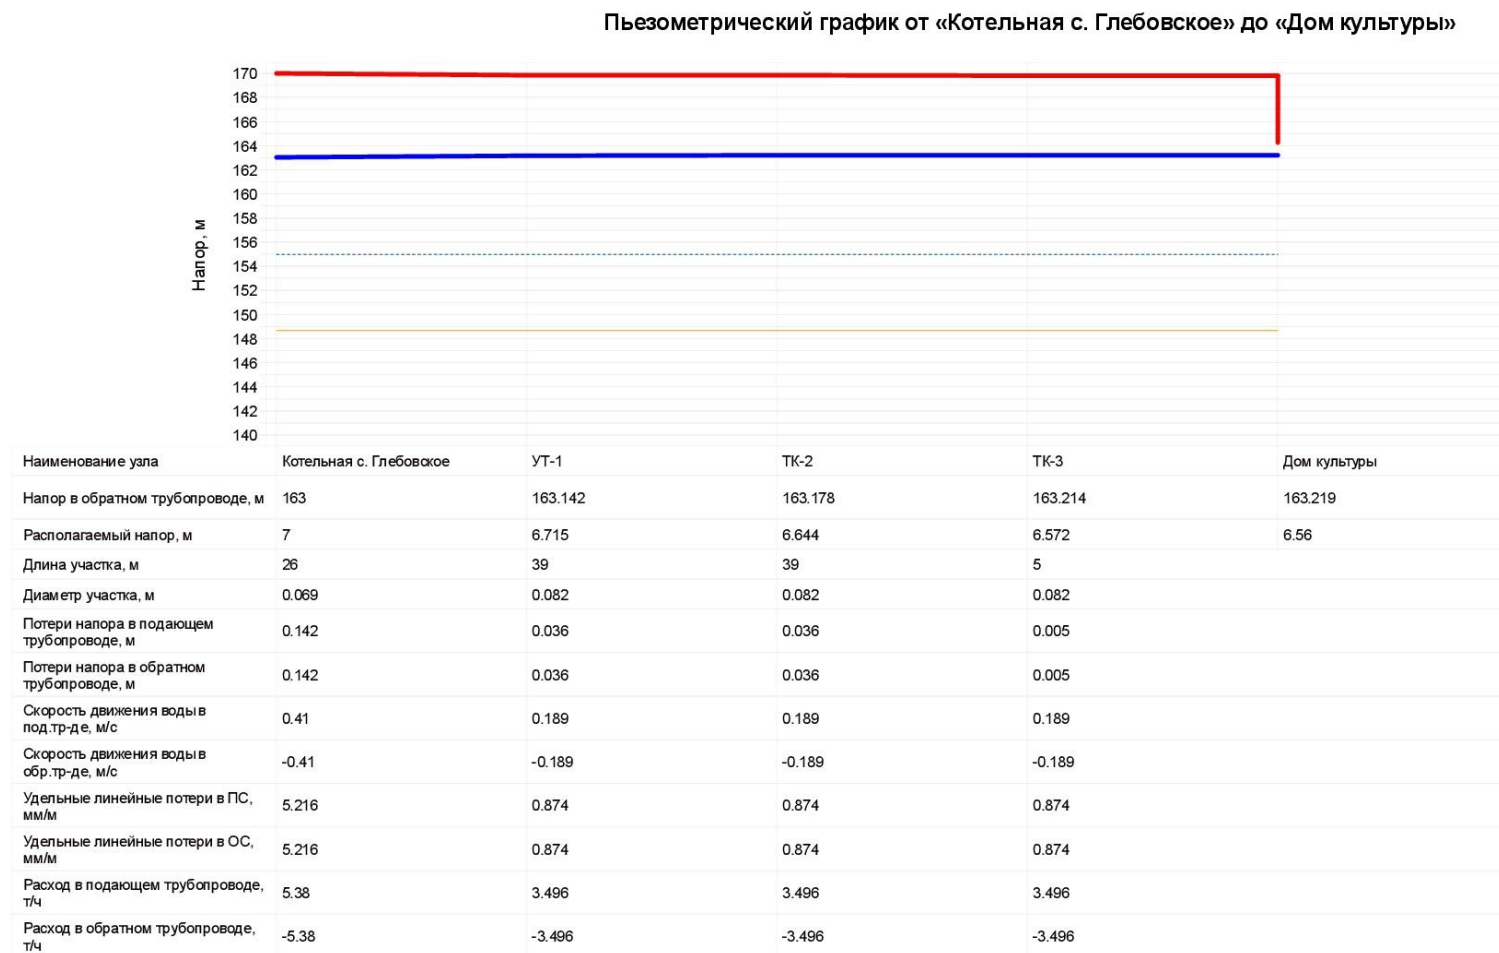 Пьезометрический график от «Котельная с. Глебовское» до «Дом культуры»
170
168
166
164
162
160
158
156
154
152
150
148
146
144
142
140
Напор, м
Наименование узла Котельная с. Глебовское УТ-1 ТК-2 ТК-3 Дом культуры
Напор в обратном трубопроводе, м 163 163.142 163.178 163.214 163.219
Располагаемый напор, м 7 6.715 6.644 6.572 6.56
Длина участка, м 26 39 39 5
Диаметр участка, м 0.069 0.082 0.082 0.082
Потери напора в подающем
трубопроводе, м 0.142 0.036 0.036 0.005
Потери напора в обратном
трубопроводе, м 0.142 0.036 0.036 0.005
Скорость движения воды в
под.тр-де, м/с 0.41 0.189 0.189 0.189
Скорость движения воды в
обр.тр-де, м/с -0.41 -0.189 -0.189 -0.189
Удельные линейные потери в ПС,
мм/м 5.216 0.874 0.874 0.874
Удельные линейные потери в ОС,
мм/м 5.216 0.874 0.874 0.874
Расход в подающем трубопроводе,
т/ч 5.38 3.496 3.496 3.496
Расход в обратном трубопроводе,
т/ч -5.38 -3.496 -3.496 -3.496